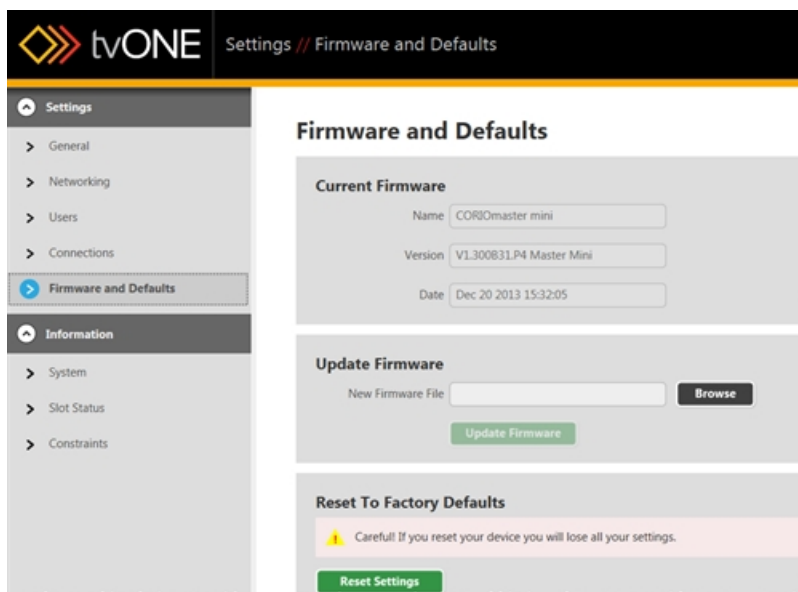 tvONE Settings // Firmware and Defaults
Settings
General
Networking
Users
Connections
Firmware and Defaults
Information
System
Slot Status
Constraints
Firmware and Defaults
Current Firmware
Name CORIOmaster mini
Version V1.300831.P4 Master Mini
Date Dec 20 2013 15:32:05
Update Firmware
New Firmware File Browse
Update Firmware
Reset To Factory Defaults
Careful! If you reset your device you will lose all your settings.
Reset Settings